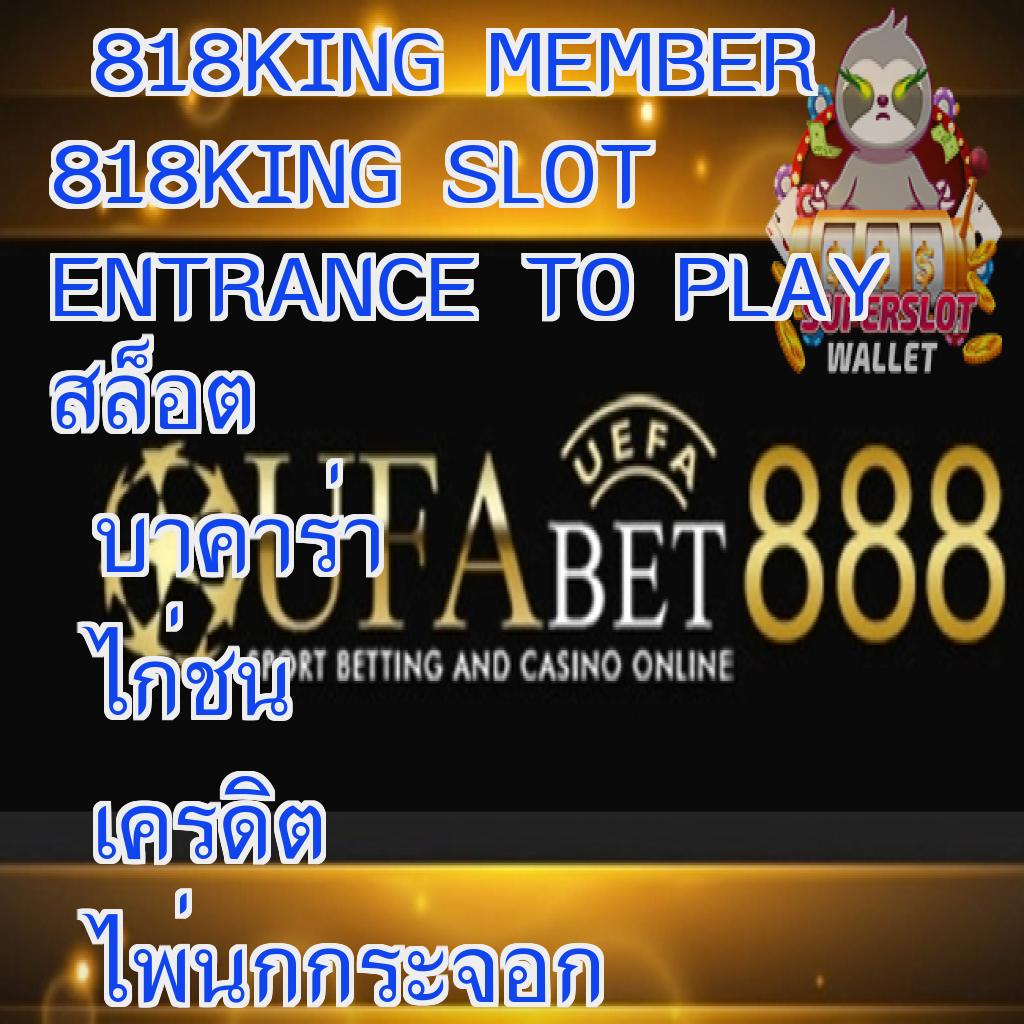 818KING MEMBER
818KING SLOT
ENTRANCE TO PLAY
SUPERSLOT
WALLET
สล็อต
UEFA
UFABET888
บาคาร่า
SPORT BETTING AND CASINO ONLINE
ไก่ชน
เครดิต
ไพ่นกกระจอก